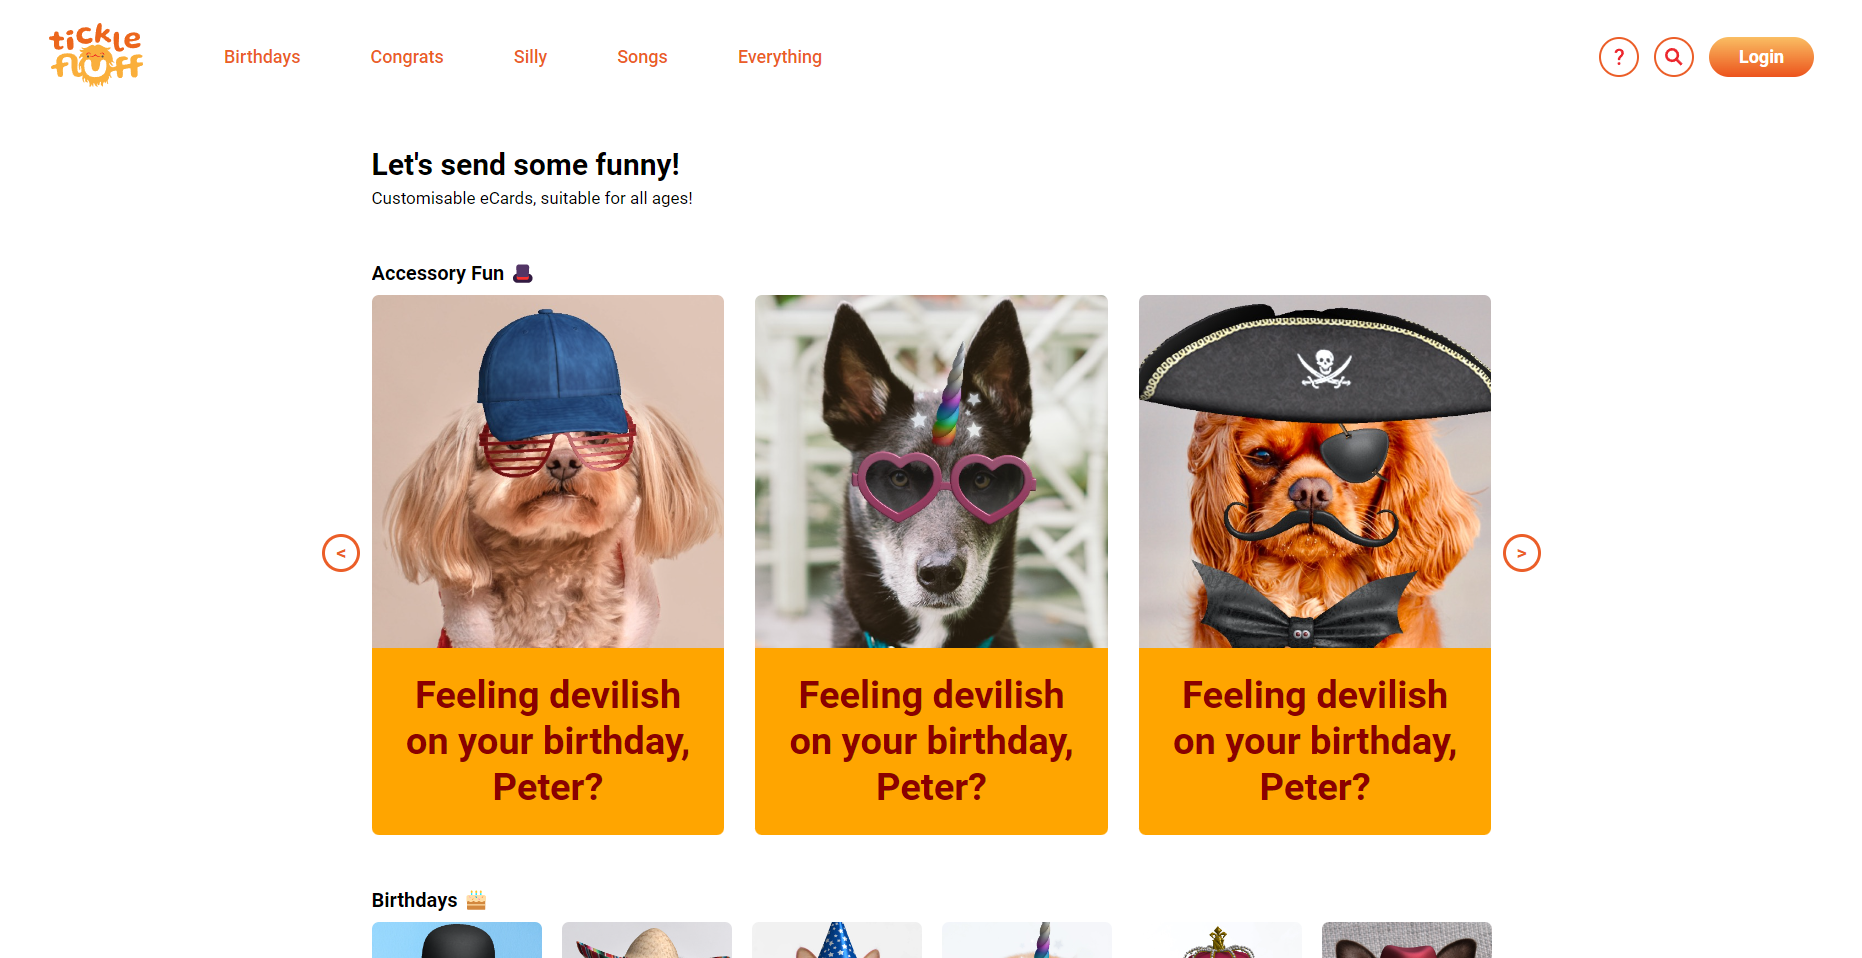 tickle
fluff
Birthdays
Congrats
Silly
Songs
Everything
?
Login
Let's send some funny!
Customisable eCards, suitable for all ages!
Accessory Fun
<
>
Feeling devilish
on your birthday,
Peter?
Feeling devilish
on your birthday,
Peter?
Feeling devilish
on your birthday,
Peter?
Birthdays